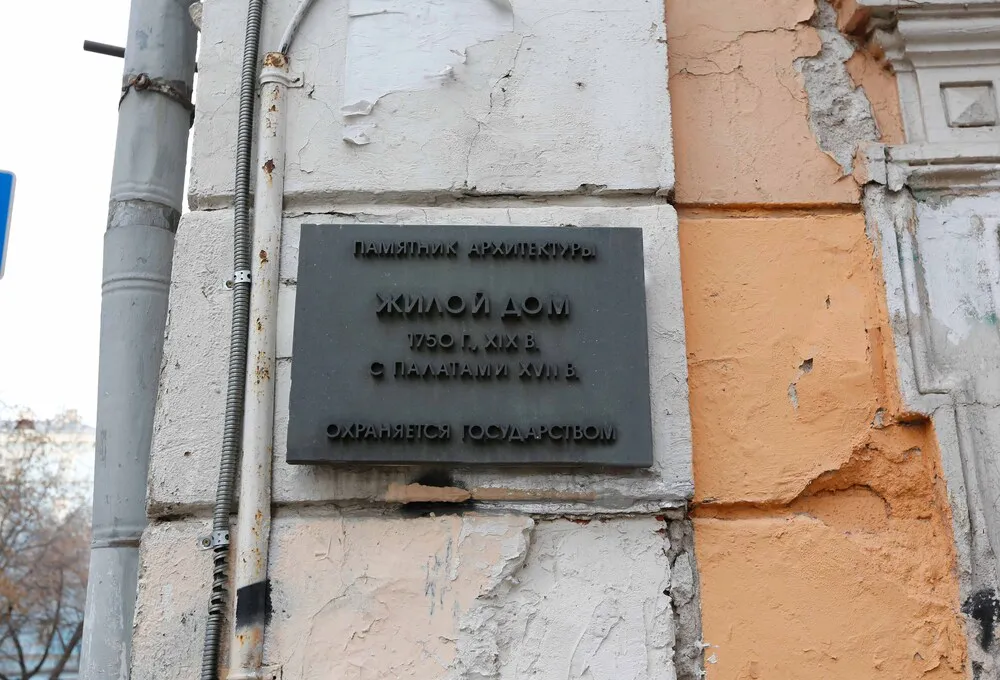 ПАМЯТНИК АРХИТЕКТУРЫ
ЖИЛОЙ ДОМ
1750 Г., XIX В.
С ПАЛАТАМИ XVII В.
ОХРАНЯЕТСЯ ГОСУДАРСТВОМ